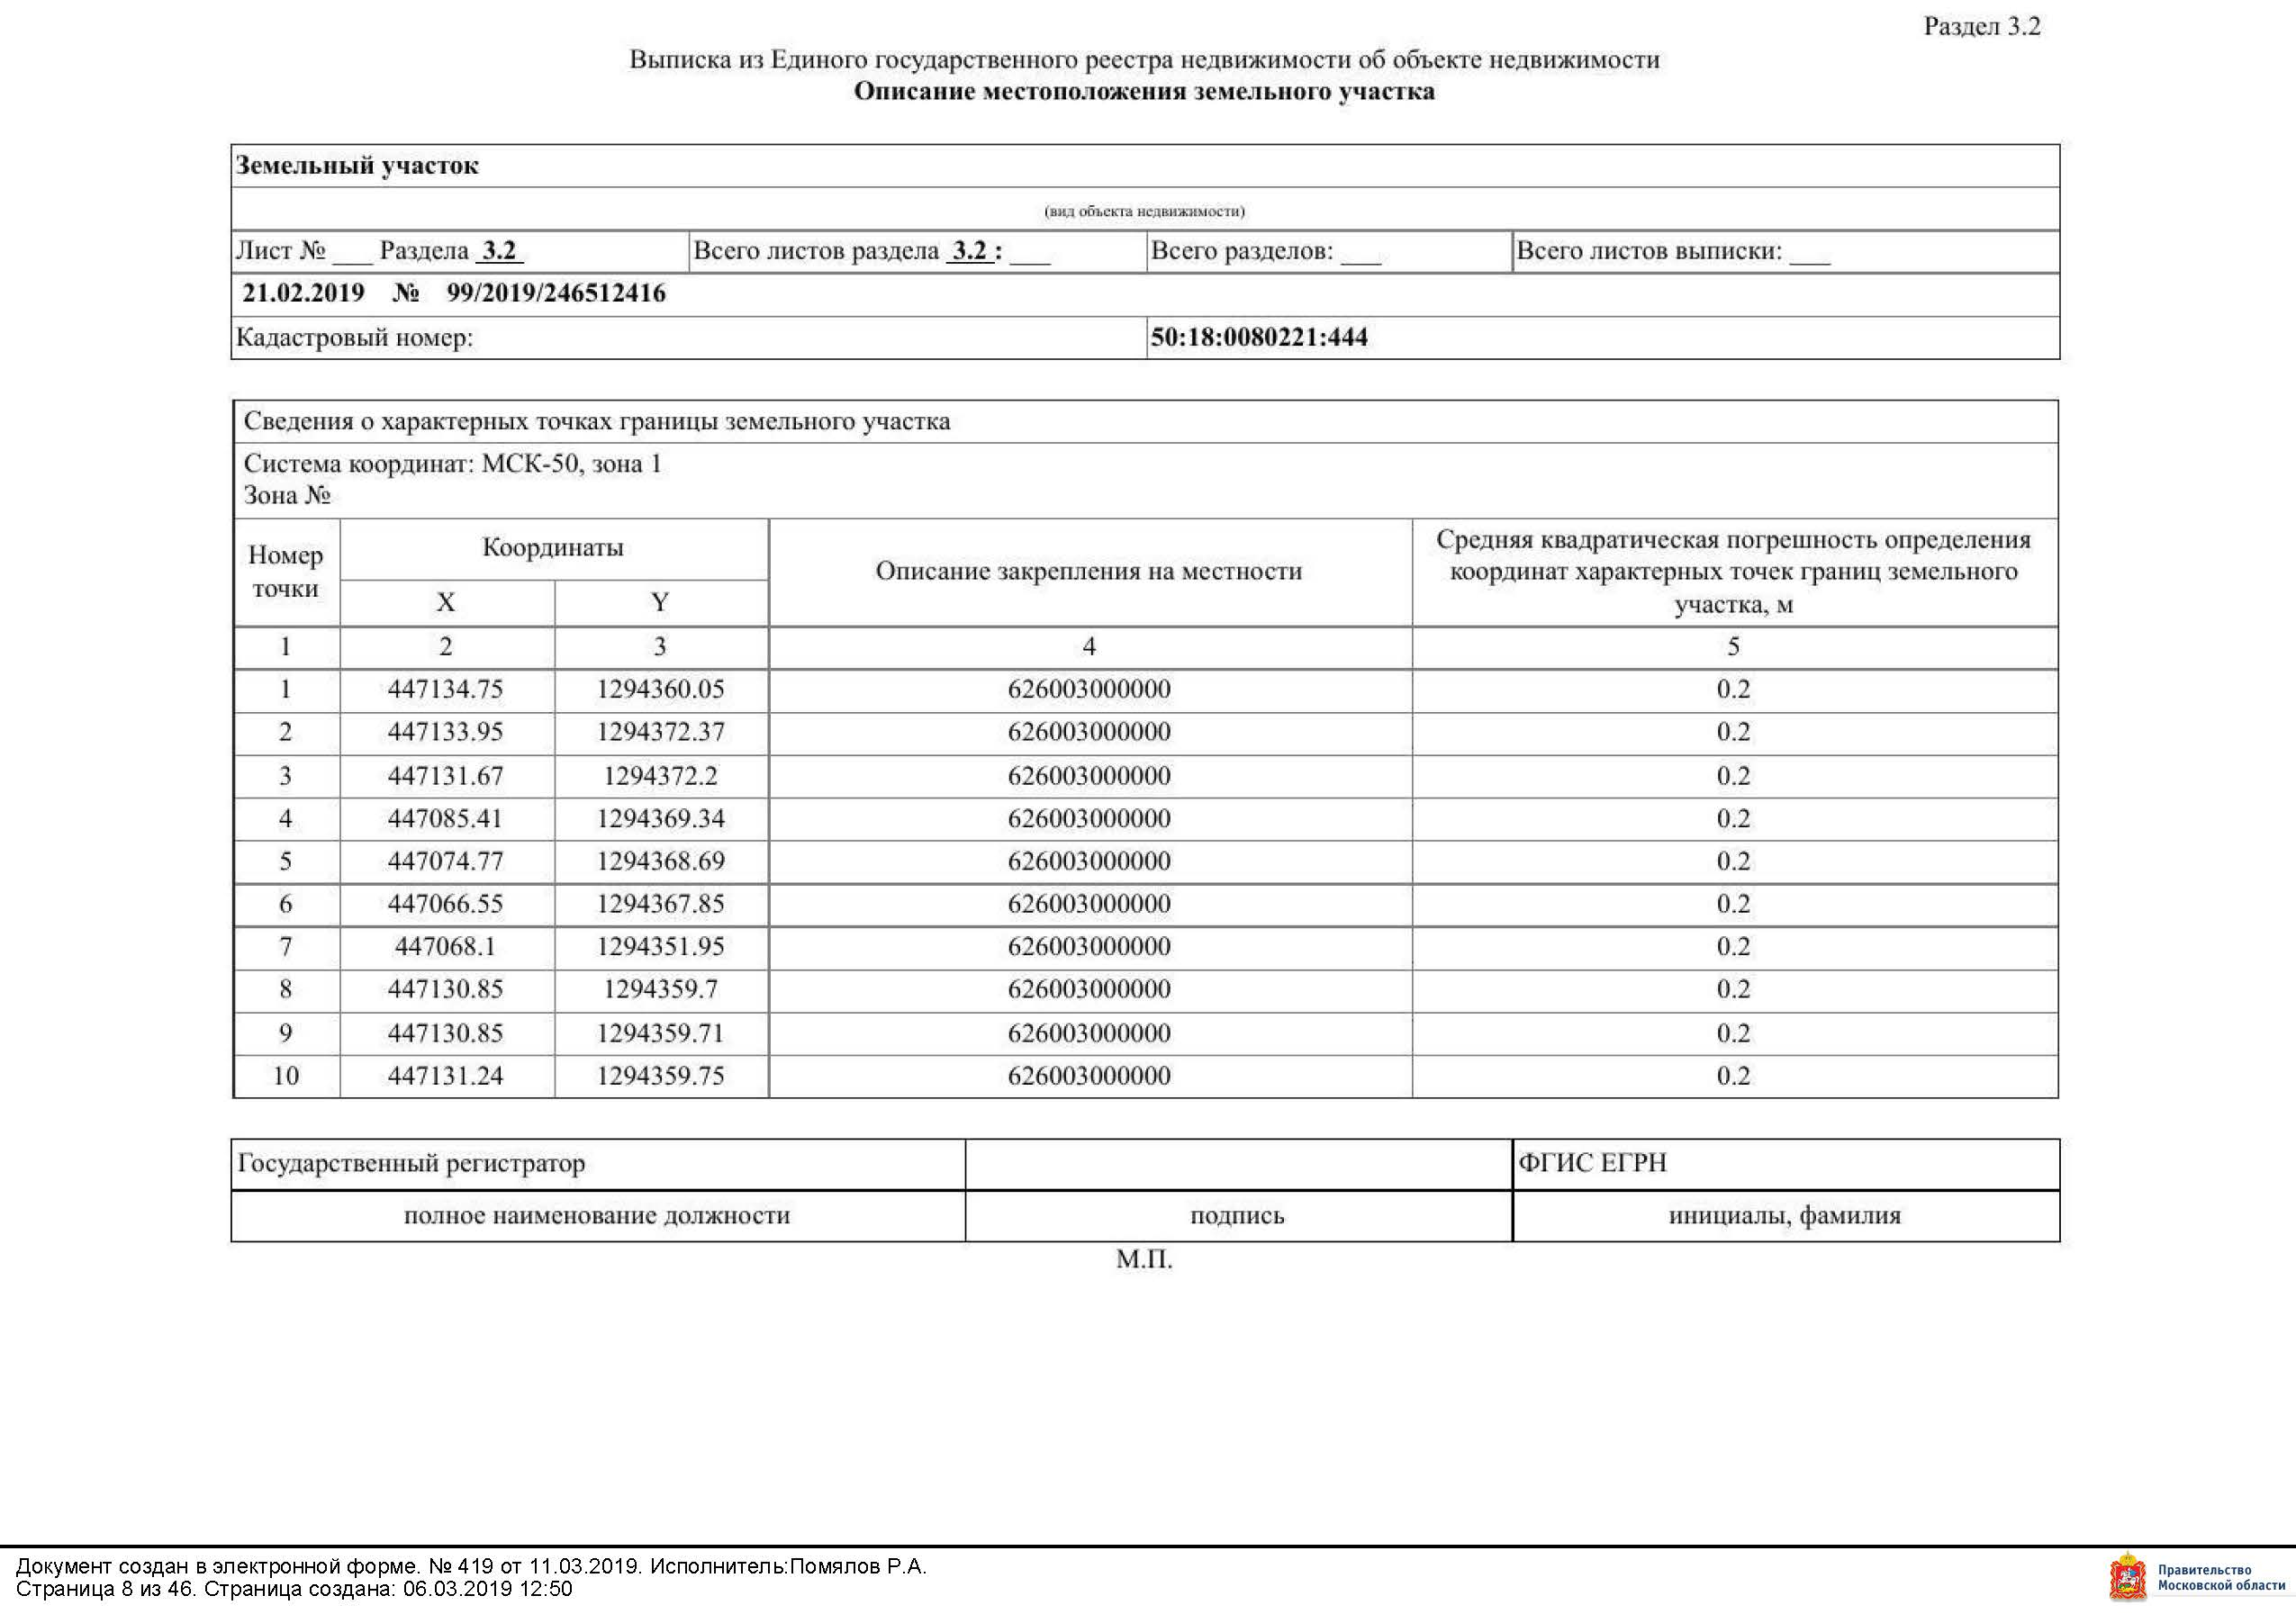 Раздел 3.2
Выписка из Единого государственного реестра недвижимости об объекте недвижимости
Описание местоположения земельного участка
Земельный участок
(вид объекта недвижимости)
Лист № ___ Раздела 3.2 Всего листов раздела 3.2 : ___ Всего разделов: ___ Всего листов выписки: ___
21.02.2019 № 99/2019/246512416
Кадастровый номер: 50:18:0080221:444
Сведения о характерных точках границы земельного участка
Система координат: МСК-50, зона 1
Зона №
Номер точки Координаты Описание закрепления на местности Средняя квадратическая погрешность определения координат характерных точек границ земельного участка, м
X Y
1 2 3 4 5
1 447134.75 1294360.05 626003000000 0.2
2 447133.95 1294372.37 626003000000 0.2
3 447131.67 1294372.2 626003000000 0.2
4 447085.41 1294369.34 626003000000 0.2
5 447074.77 1294368.69 626003000000 0.2
6 447066.55 1294367.85 626003000000 0.2
7 447068.1 1294351.95 626003000000 0.2
8 447130.85 1294359.7 626003000000 0.2
9 447130.85 1294359.71 626003000000 0.2
10 447131.24 1294359.75 626003000000 0.2
Государственный регистратор ФГИС ЕГРН
полное наименование должности подпись инициалы, фамилия
М.П.
Документ создан в электронной форме. № 419 от 11.03.2019. Исполнитель:Помялов Р.А.
Страница 8 из 46. Страница создана: 06.03.2019 12:50
Правительство
Московской области